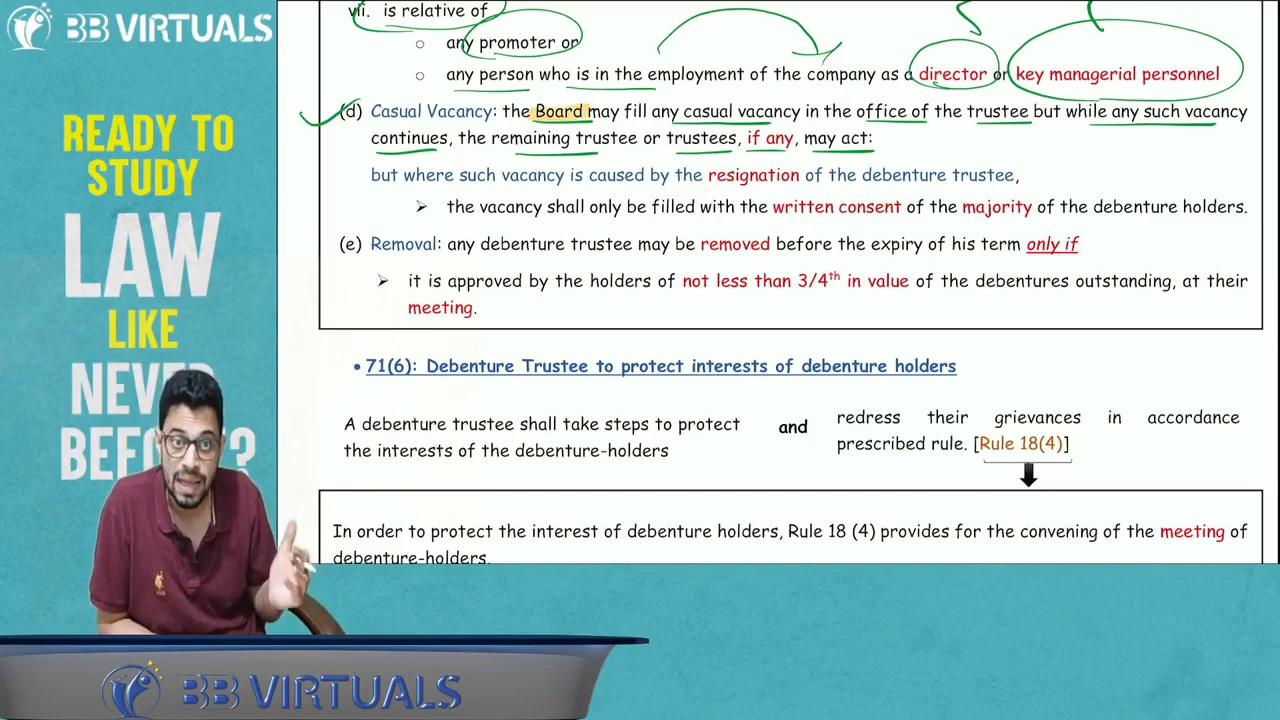 BB VIRTUALS
READY TO
STUDY
LAW
LIKE
NEVER
BEFO ?
vii. is relative of
○ any promoter or
○ any person who is in the employment of the company as a director or key managerial personnel
(d) Casual Vacancy: the Board may fill any casual vacancy in the office of the trustee but while any such vacancy
continues, the remaining trustee or trustees, if any, may act:
but where such vacancy is caused by the resignation of the debenture trustee,
➢ the vacancy shall only be filled with the written consent of the majority of the debenture holders.
(e) Removal: any debenture trustee may be removed before the expiry of his term only if
➢ it is approved by the holders of not less than 3/4th in value of the debentures outstanding, at their
meeting.
• 71(6): Debenture Trustee to protect interests of debenture holders
A debenture trustee shall take steps to protect
the interests of the debenture-holders
and
redress their grievances in accordance
prescribed rule. [Rule 18(4)]
In order to protect the interest of debenture holders, Rule 18 (4) provides for the convening of the meeting of
debenture-holders.
BB VIRTUALS